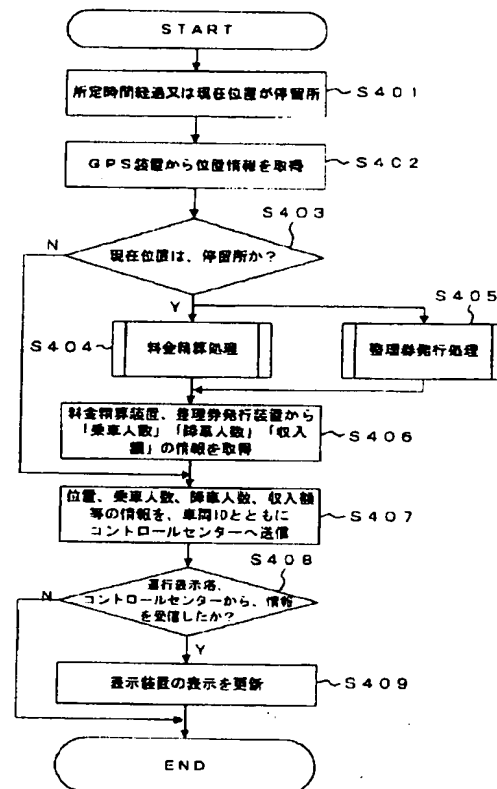 START
所定時間経過又は現在位置が停留所
S401
GPS装置から位置情報を取得
S402
S403
現在位置は、停留所か?
N
Y
S404
料金精算処理
S405
整理券発行処理
料金精算装置、整理券発行装置から
「乗車人数」「降車人数」「収入
額」の情報を取得
S406
位置、乗車人数、降車人数、収入額
等の情報を、車両IDとともに
コントロールセンターへ送信
S407
S408
運行表示塔、
コントロールセンターから、情報
を受信したか?
N
Y
表示装置の表示を更新
S409
END